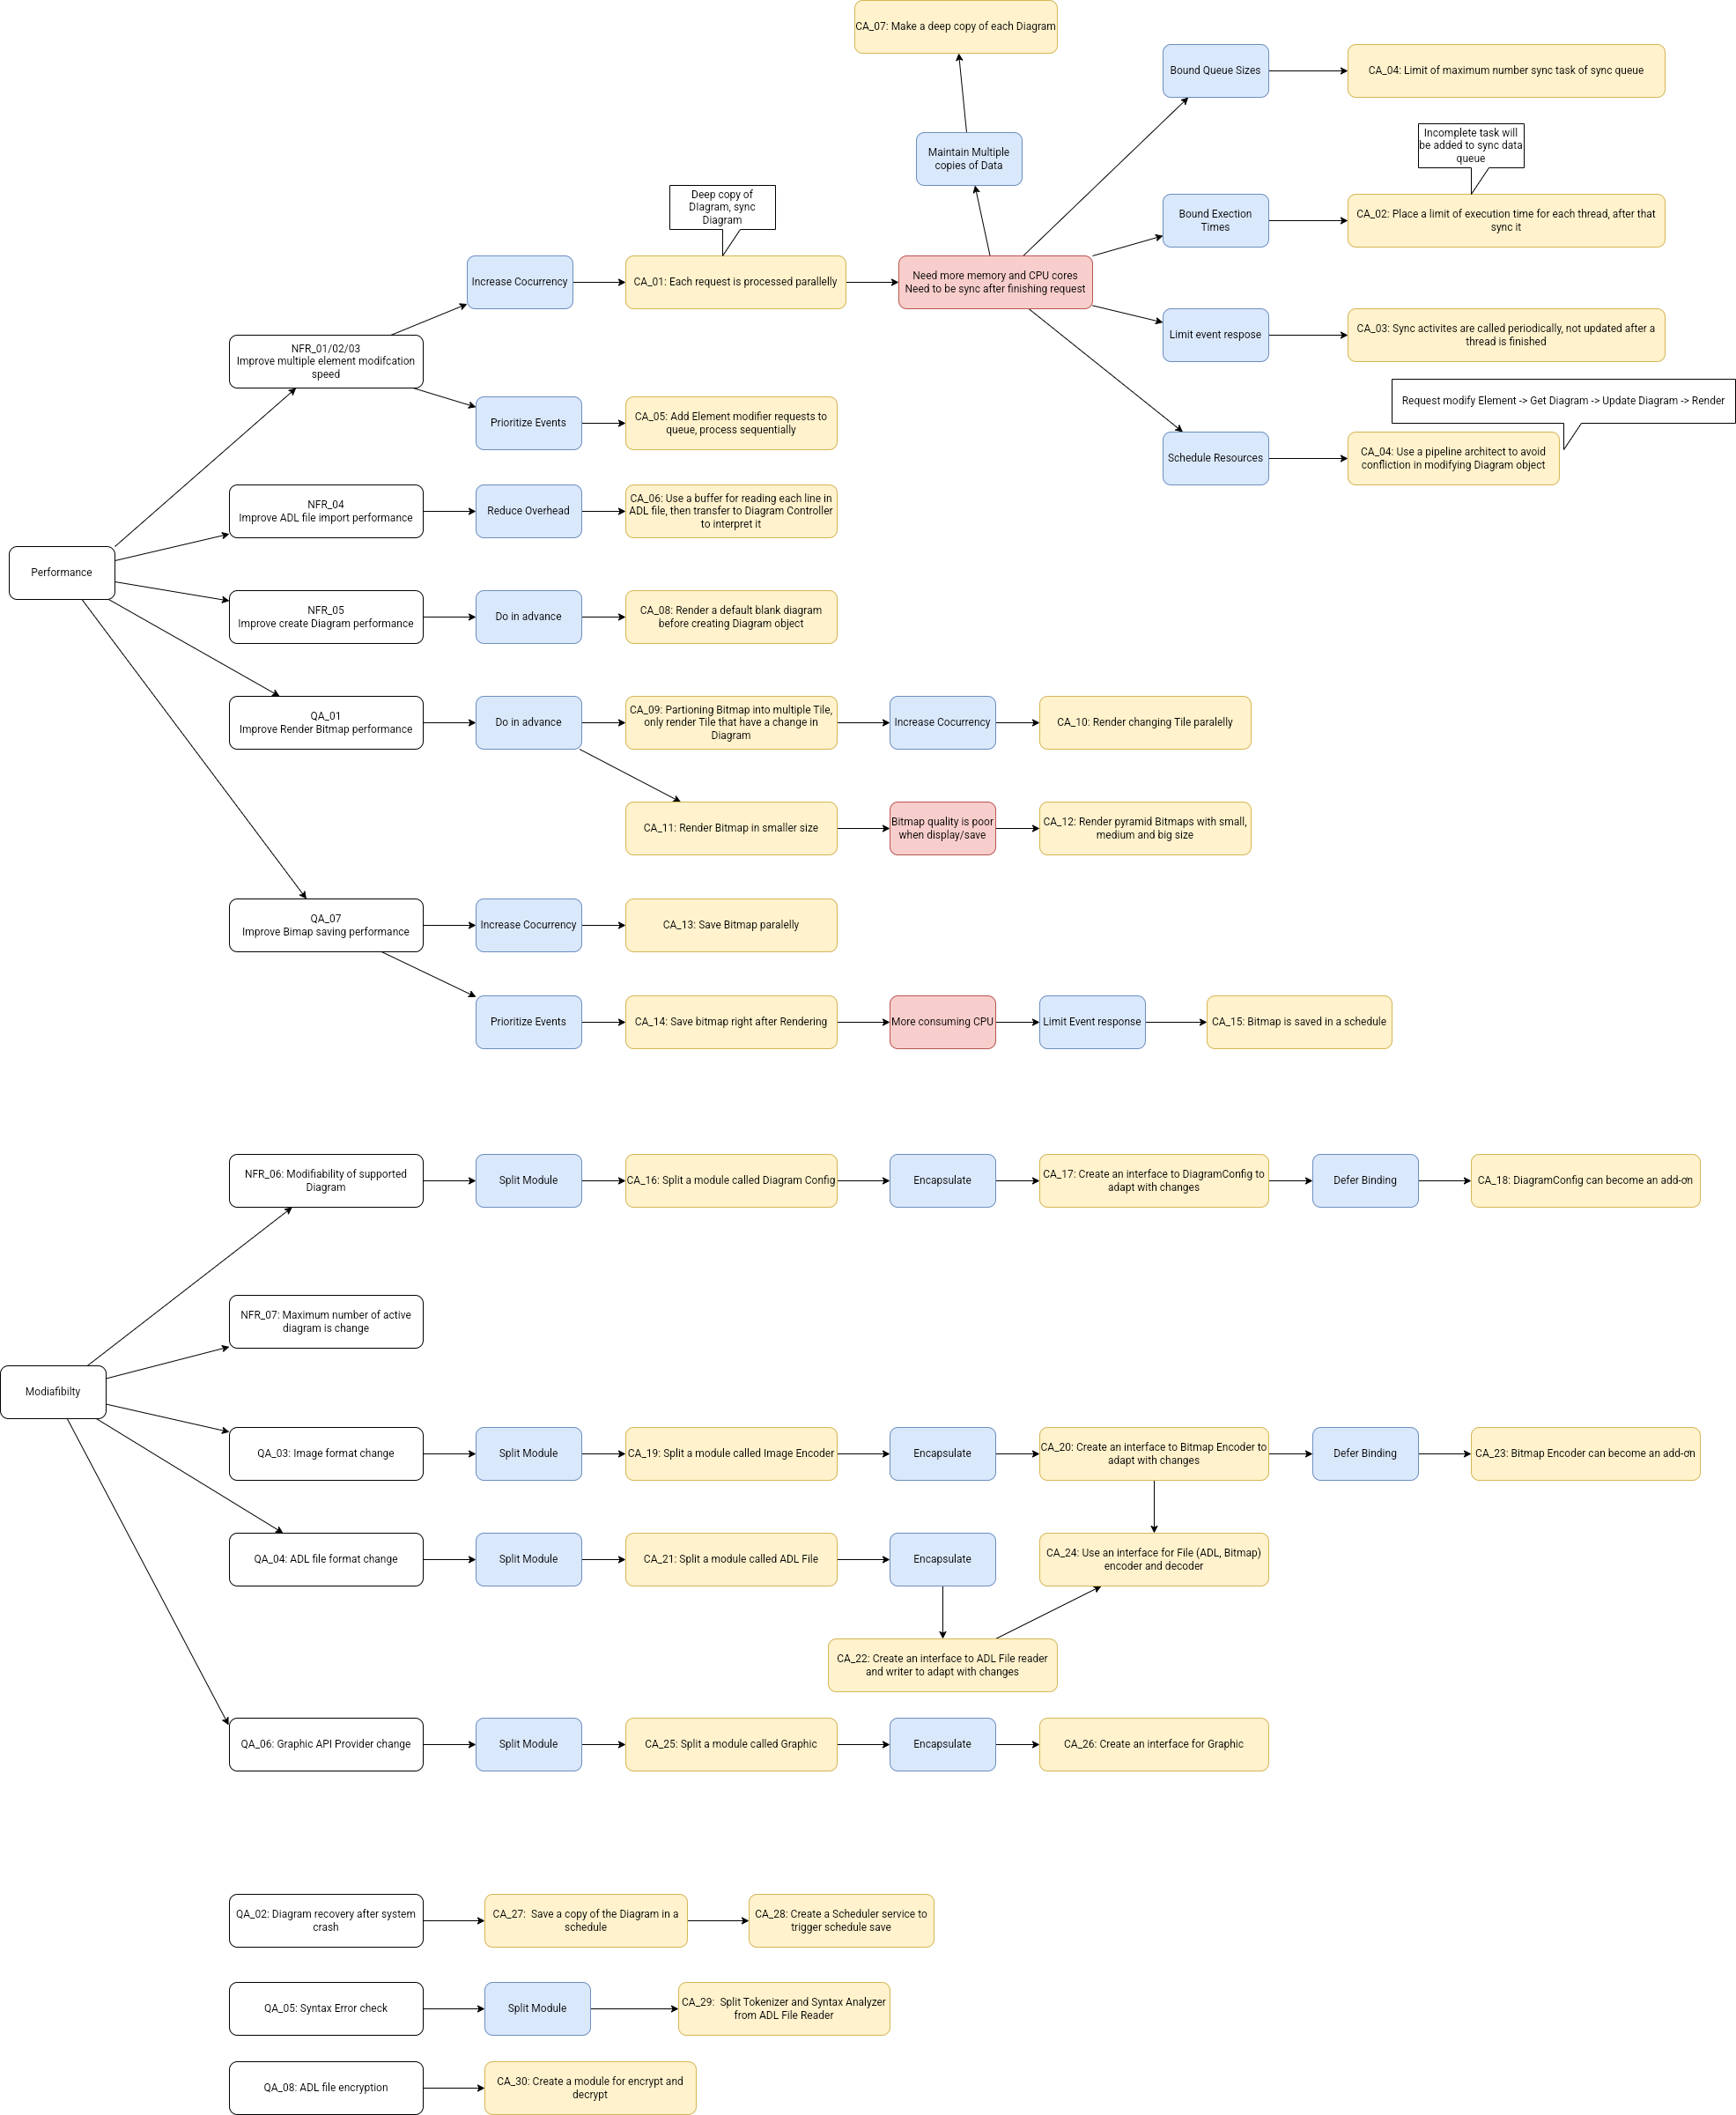 CA_07: Make a deep copy of each Diagram
Bound Queue Sizes
CA_04: Limit of maximum number sync task of sync queue
Maintain Multiple
copies of Data
Incomplete task will
be added to sync data
queue
Deep copy of
DIagram, sync
Diagram
Bound Exection
Times
CA_02: Place a limit of execution time for each thread, after that
sync it
Increase Cocurrency
CA_01: Each request is processed parallelly
Need more memory and CPU cores
Need to be sync after finishing request
Limit event respose
CA_03: Sync activites are called periodically, not updated after a
thread is finished
NFR_01/02/03
Improve multiple element modifcation
speed
Request modify Element -> Get Diagram -> Update Diagram -> Render
Prioritize Events
CA_05: Add Element modifier requests to
queue, process sequentially
Schedule Resources
CA_04: Use a pipeline architect to avoid
confliction in modifying Diagram object
NFR_04
Improve ADL file import performance
Reduce Overhead
CA_06: Use a buffer for reading each line in
ADL file, then transfer to Diagram Controller
to interpret it
Performance
NFR_05
Improve create Diagram performance
Do in advance
CA_08: Render a default blank diagram
before creating Diagram object
QA_01
Improve Render Bitmap performance
Do in advance
CA_09: Partioning Bitmap into multiple Tile,
only render Tile that have a change in
Diagram
Increase Cocurrency
CA_10: Render changing Tile paralelly
CA_11: Render Bitmap in smaller size
Bitmap quality is poor
when display/save
CA_12: Render pyramid Bitmaps with small,
medium and big size
QA_07
Improve Bimap saving performance
Increase Cocurrency
CA_13: Save Bitmap paralelly
Prioritize Events
CA_14: Save bitmap right after Rendering
More consuming CPU
Limit Event response
CA_15: Bitmap is saved in a schedule
NFR_06: Modifiability of supported
Diagram
Split Module
CA_16: Split a module called Diagram Config
Encapsulate
CA_17: Create an interface to DiagramConfig to
adapt with changes
Defer Binding
CA_18: DiagramConfig can become an add-ơn
NFR_07: Maximum number of active
diagram is change
Modiafibilty
QA_03: Image format change
Split Module
CA_19: Split a module called Image Encoder
Encapsulate
CA_20: Create an interface to Bitmap Encoder to
adapt with changes
Defer Binding
CA_23: Bitmap Encoder can become an add-ơn
QA_04: ADL file format change
Split Module
CA_21: Split a module called ADL File
Encapsulate
CA_24: Use an interface for File (ADL, Bitmap)
encoder and decoder
CA_22: Create an interface to ADL File reader
and writer to adapt with changes
QA_06: Graphic API Provider change
Split Module
CA_25: Split a module called Graphic
Encapsulate
CA_26: Create an interface for Graphic
QA_02: Diagram recovery after system
crash
CA_27:  Save a copy of the Diagram in a
schedule
CA_28: Create a Scheduler service to
trigger schedule save
QA_05: Syntax Error check
Split Module
CA_29:  Split Tokenizer and Syntax Analyzer
from ADL File Reader
QA_08: ADL file encryption
CA_30: Create a module for encrypt and
decrypt